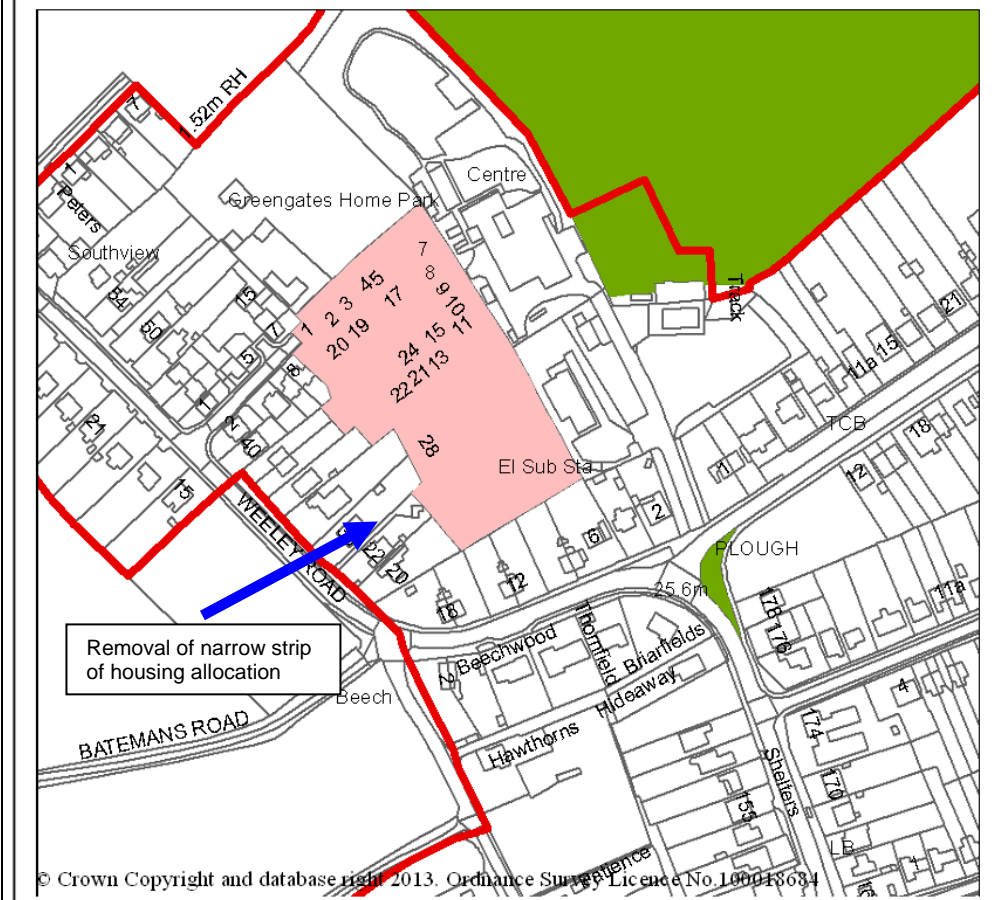 7
1.52m RH
1
Peters
Centre
Greengates Home Park
Southview
54
50
15
7
5
1
8
2
40
1
2
3
45
17
20
19
7
8
9
10
11
15
24
13
21
22
28
Track
21
15
11a
TCB
18
12
1
El Sub Sta
2
6
21
15
WEELEY ROAD
22
20
12
18
PLOUGH
25.6m
178
176
11a
Removal of narrow strip
of housing allocation
Beechwood
Thornfield
Briarfields
Hideaway
Hawthorns
2
Beech
BATEMANS ROAD
4
174
170
Shelters
155
LB
© Crown Copyright and database right 2013. Ordnance Survey Licence No.100018684